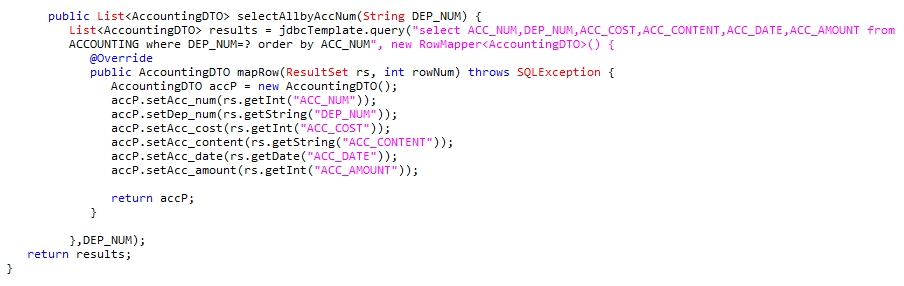 public List<AccountingDTO> selectAllbyAccNum(String DEP_NUM) {
List<AccountingDTO> results = jdbcTemplate.query("select ACC_NUM,DEP_NUM,ACC_COST,ACC_CONTENT,ACC_DATE,ACC_AMOUNT from
ACCOUNTING where DEP_NUM=? order by ACC_NUM", new RowMapper<AccountingDTO>() {
@Override
public AccountingDTO mapRow(ResultSet rs, int rowNum) throws SQLException {
AccountingDTO accP = new AccountingDTO();
accP.setAcc_num(rs.getInt("ACC_NUM"));
accP.setDep_num(rs.getString("DEP_NUM"));
accP.setAcc_cost(rs.getInt("ACC_COST"));
accP.setAcc_content(rs.getString("ACC_CONTENT"));
accP.setAcc_date(rs.getDate("ACC_DATE"));
accP.setAcc_amount(rs.getInt("ACC_AMOUNT"));
return accP;
}
},DEP_NUM);
return results;
}